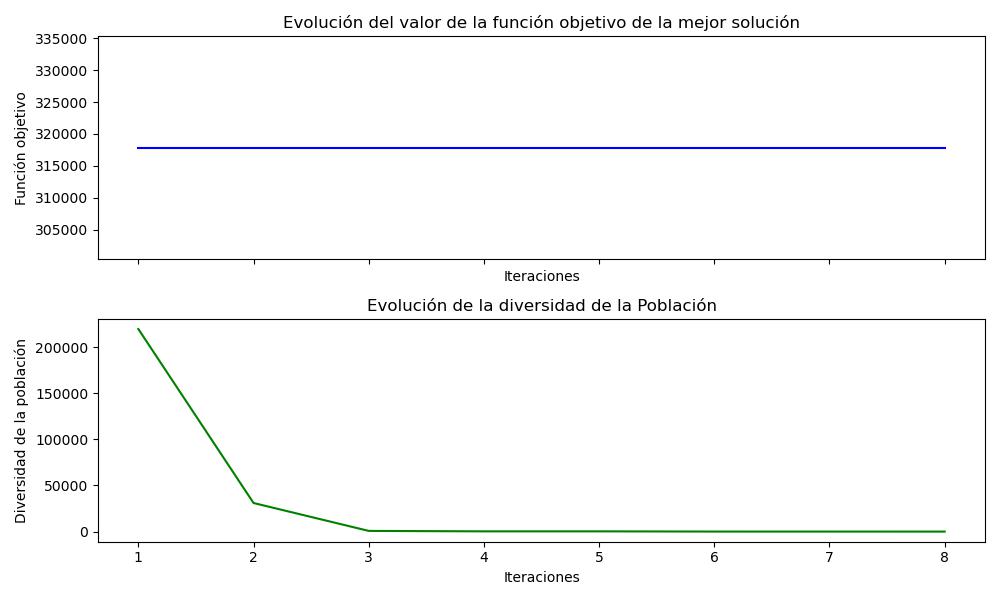 Evolución del valor de la función objetivo de la mejor solución
335000
330000
325000
320000
315000
310000
305000
Función objetivo
Iteraciones
Evolución de la diversidad de la Población
200000
150000
100000
50000
0
Diversidad de la población
1 2 3 4 5 6 7 8
Iteraciones